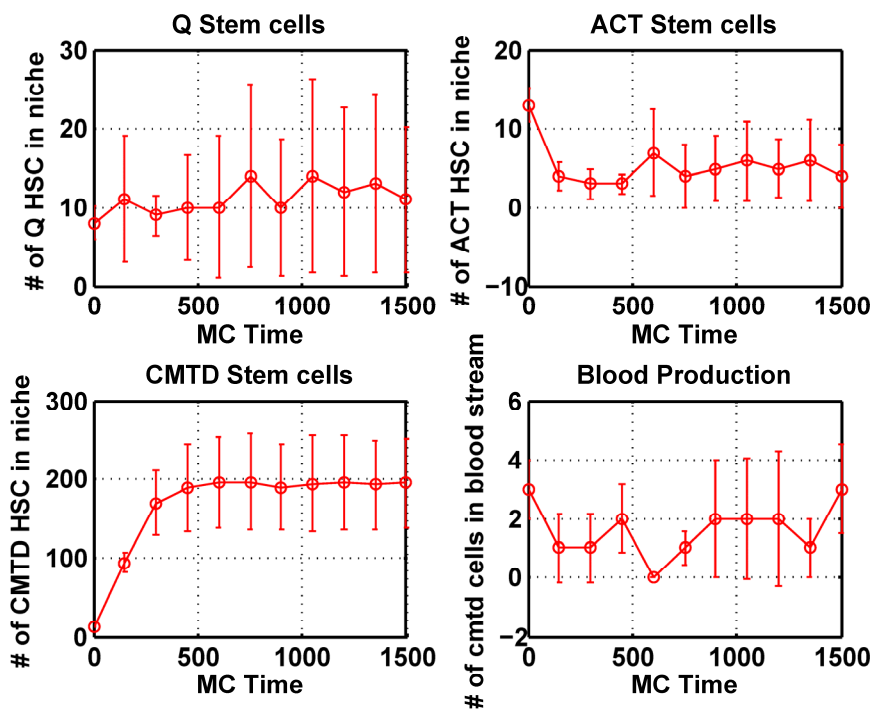 Q Stem cells
# of Q HSC in niche
30
20
10
0
0 500 1000 1500
MC Time
ACT Stem cells
# of ACT HSC in niche
20
10
0
−10
0 500 1000 1500
MC Time
CMTD Stem cells
# of CMTD HSC in niche
300
200
100
0
0 500 1000 1500
MC Time
Blood Production
# of cmtd cells in blood stream
6
4
2
0
−2
0 500 1000 1500
MC Time